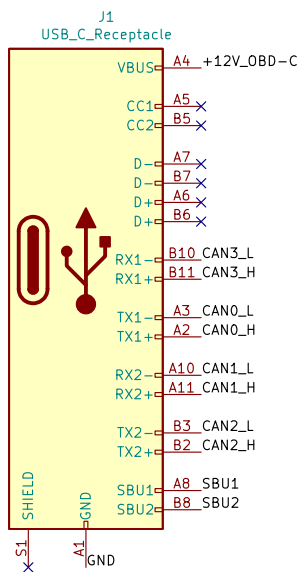 J1
USB_C_Receptacle
VBUS A4 +12V_OBD-C
CC1 A5
CC2 B5
D- A7
D- B7
D+ A6
D+ B6
RX1- B10 CAN3_L
RX1+ B11 CAN3_H
TX1- A3 CAN0_L
TX1+ A2 CAN0_H
RX2- A10 CAN1_L
RX2+ A11 CAN1_H
TX2- B3 CAN2_L
TX2+ B2 CAN2_H
SBU1 A8 SBU1
SBU2 B8 SBU2
SHIELD
GND
S1
A1
GND